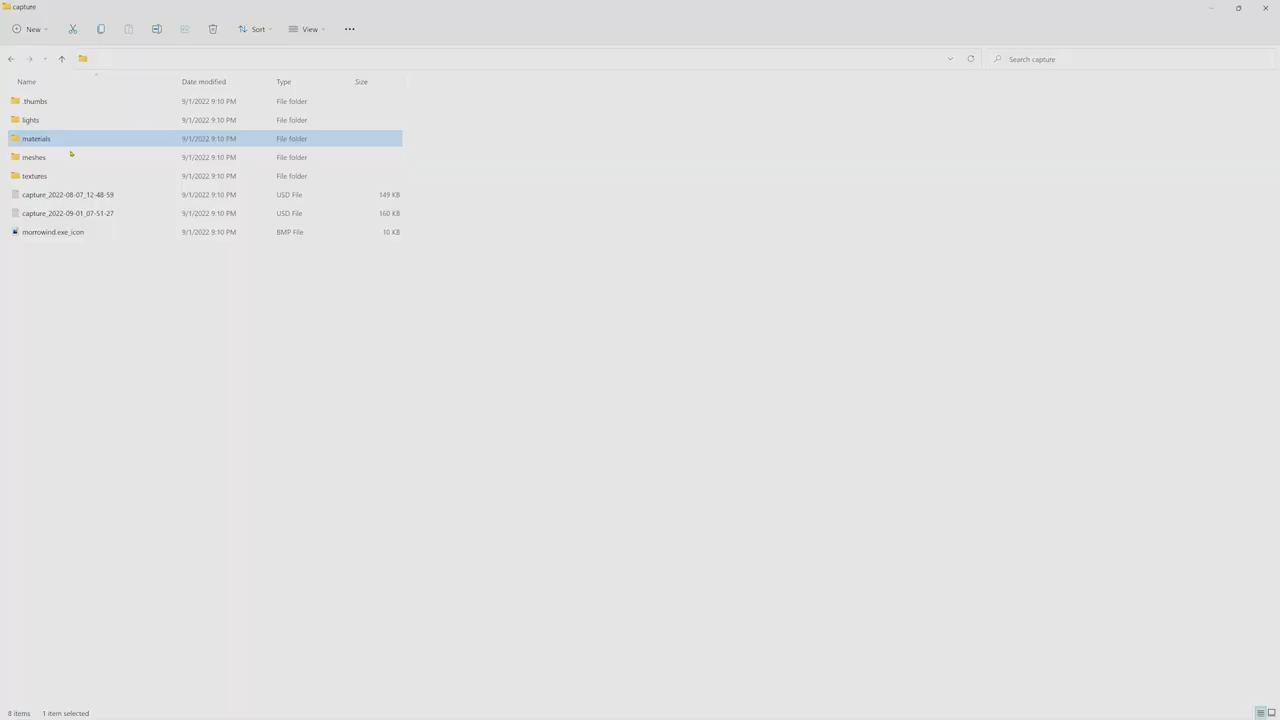 capture
New Sort View
Search capture
Name Date modified Type Size
.thumbs 9/1/2022 9:10 PM File folder
lights 9/1/2022 9:10 PM File folder
materials 9/1/2022 9:10 PM File folder
meshes 9/1/2022 9:10 PM File folder
textures 9/1/2022 9:10 PM File folder
capture_2022-08-07_12-48-59 9/1/2022 9:10 PM USD File 149 KB
capture_2022-09-01_07-51-27 9/1/2022 9:10 PM USD File 160 KB
morrowind.exe_icon 9/1/2022 9:10 PM BMP File 10 KB
8 items 1 item selected